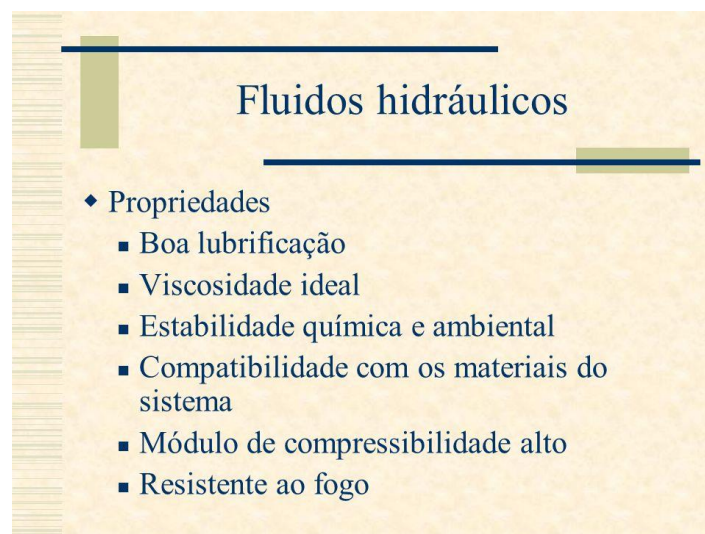 Fluidos hidráulicos
Propriedades
Boa lubrificação
Viscosidade ideal
Estabilidade química e ambiental
Compatibilidade com os materiais do
sistema
Módulo de compressibilidade alto
Resistente ao fogo